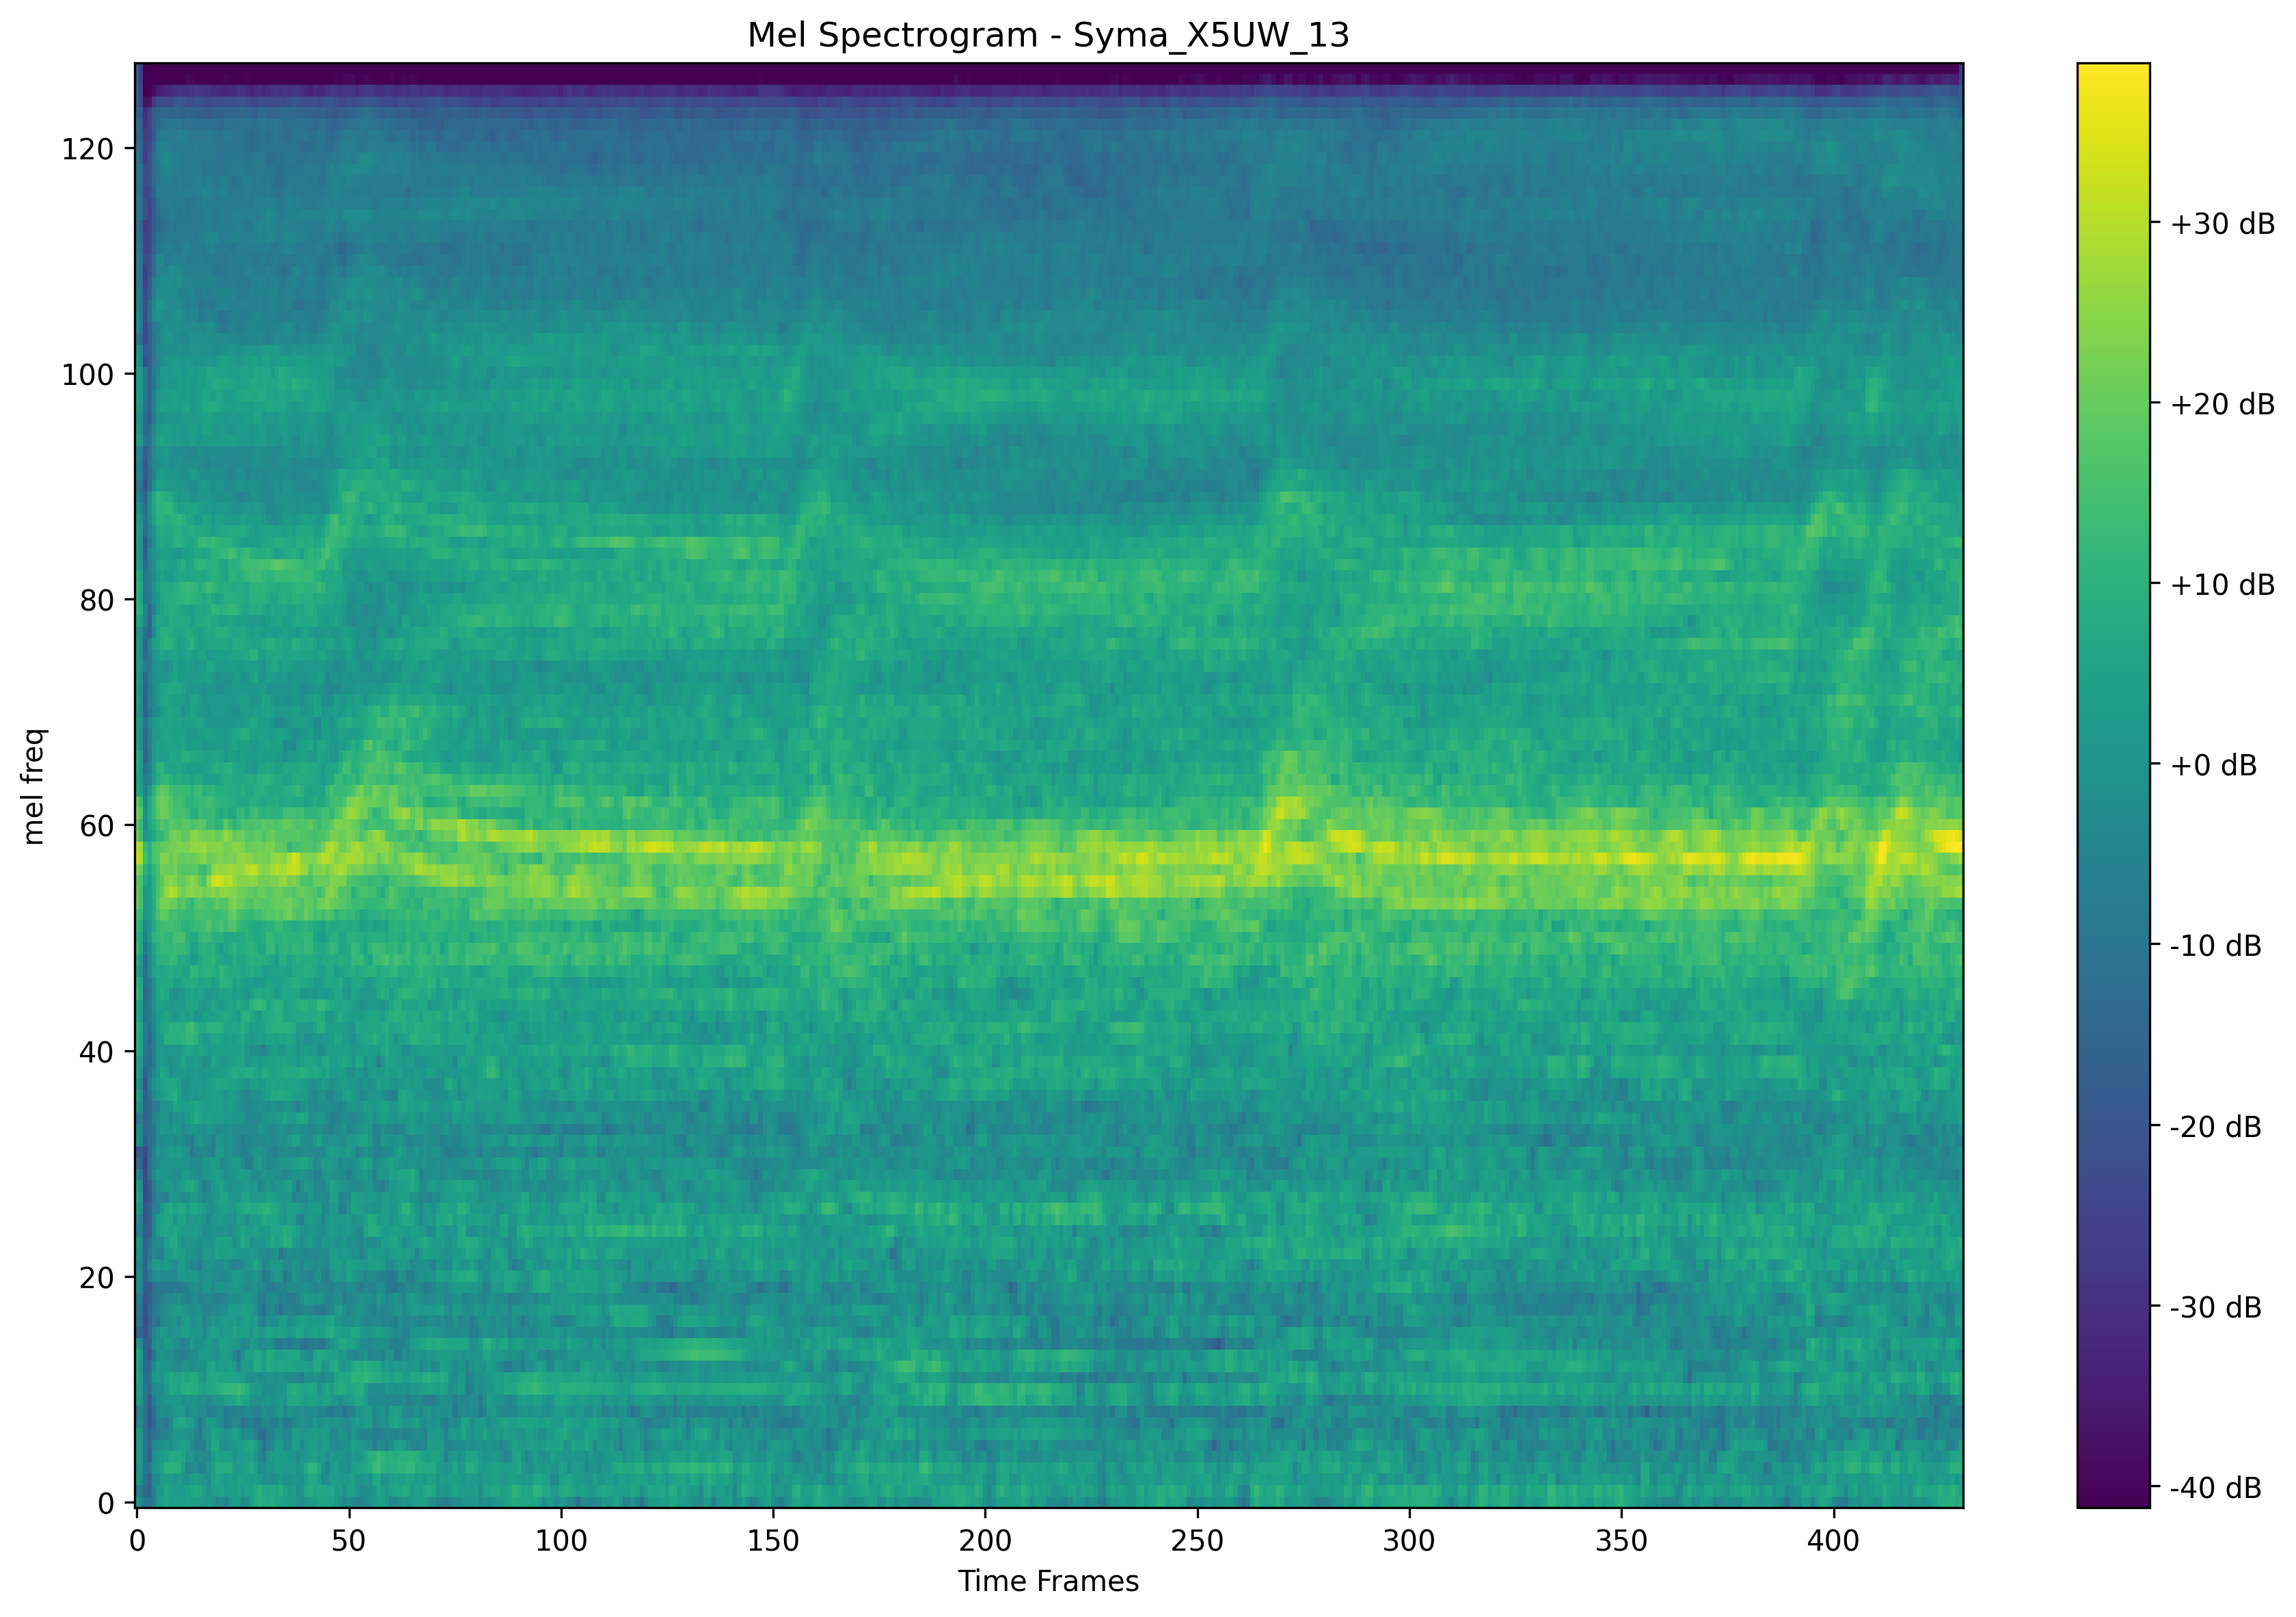 Mel Spectrogram - Syma_X5UW_13
mel freq
120
100
80
60
40
20
0
0 50 100 150 200 250 300 350 400
Time Frames
+30 dB
+20 dB
+10 dB
+0 dB
-10 dB
-20 dB
-30 dB
-40 dB